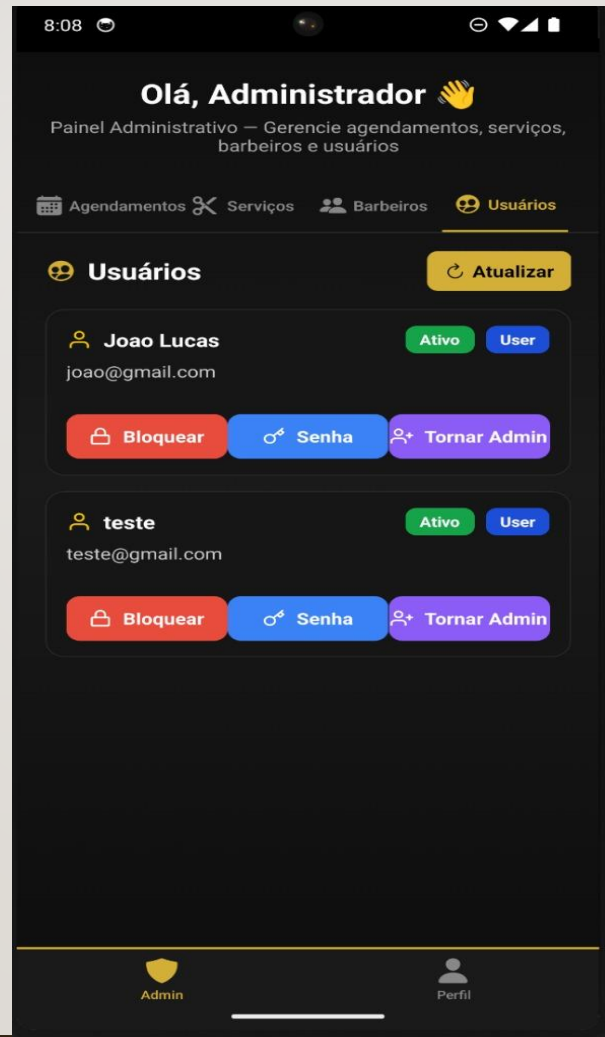 8:08
Olá, Administrador 👋
Painel Administrativo — Gerencie agendamentos, serviços,
barbeiros e usuários
Agendamentos Serviços Barbeiros Usuários
Usuários Atualizar
Joao Lucas Ativo User
joao@gmail.com
Bloquear Senha Tornar Admin
teste Ativo User
teste@gmail.com
Bloquear Senha Tornar Admin
Admin Perfil